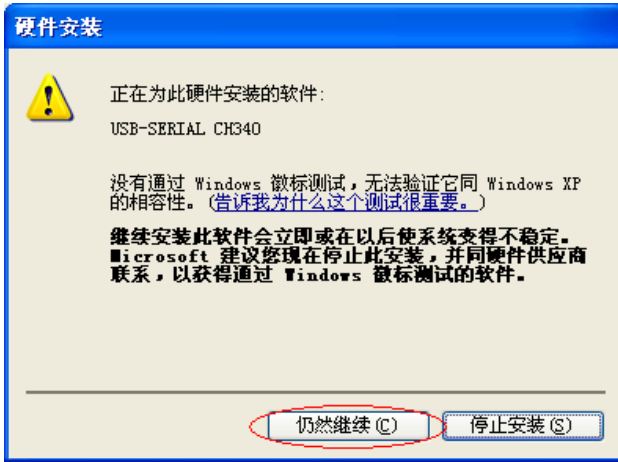 硬件安装
正在为此硬件安装的软件:
USB-SERIAL CH340
没有通过 Windows 徽标测试，无法验证它同 Windows XP
的相容性。(告诉我为什么这个测试很重要。)
继续安装此软件会立即或在以后使系统变得不稳定。
Microsoft 建议您现在停止此安装，并同硬件供应商
联系，以获得通过 Windows 徽标测试的软件。
仍然继续(C)
停止安装(S)